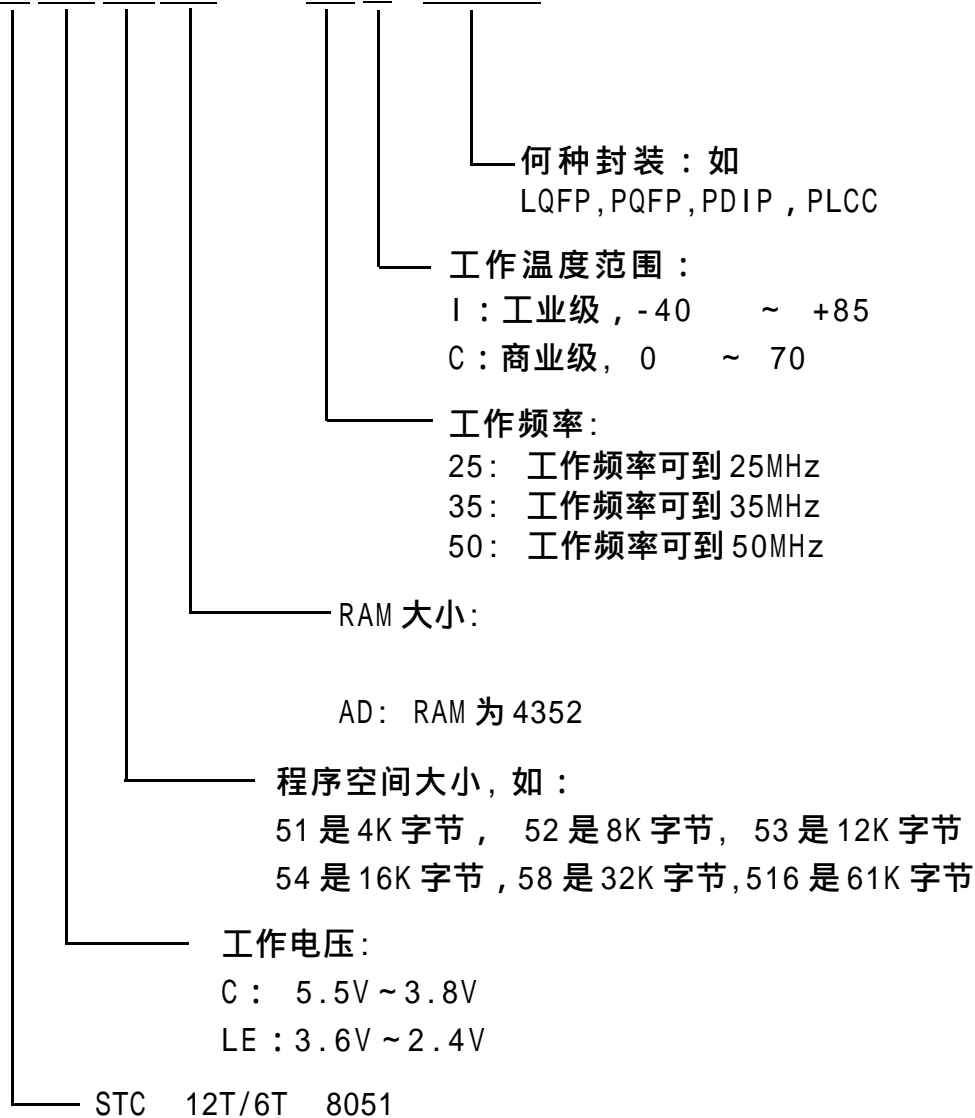 何种封装：如
LQFP,PQFP,PDIP，PLCC
工作温度范围：
I：工业级，-40 ~ +85
C：商业级, 0 ~ 70
工作频率:
25: 工作频率可到25MHz
35: 工作频率可到35MHz
50: 工作频率可到50MHz
RAM大小:
AD: RAM为4352
程序空间大小,如：
51是4K字节， 52是8K字节, 53是12K字节
54是16K字节，58是32K字节,516是61K字节
工作电压:
C： 5.5V~3.8V
LE：3.6V~2.4V
STC 12T/6T 8051